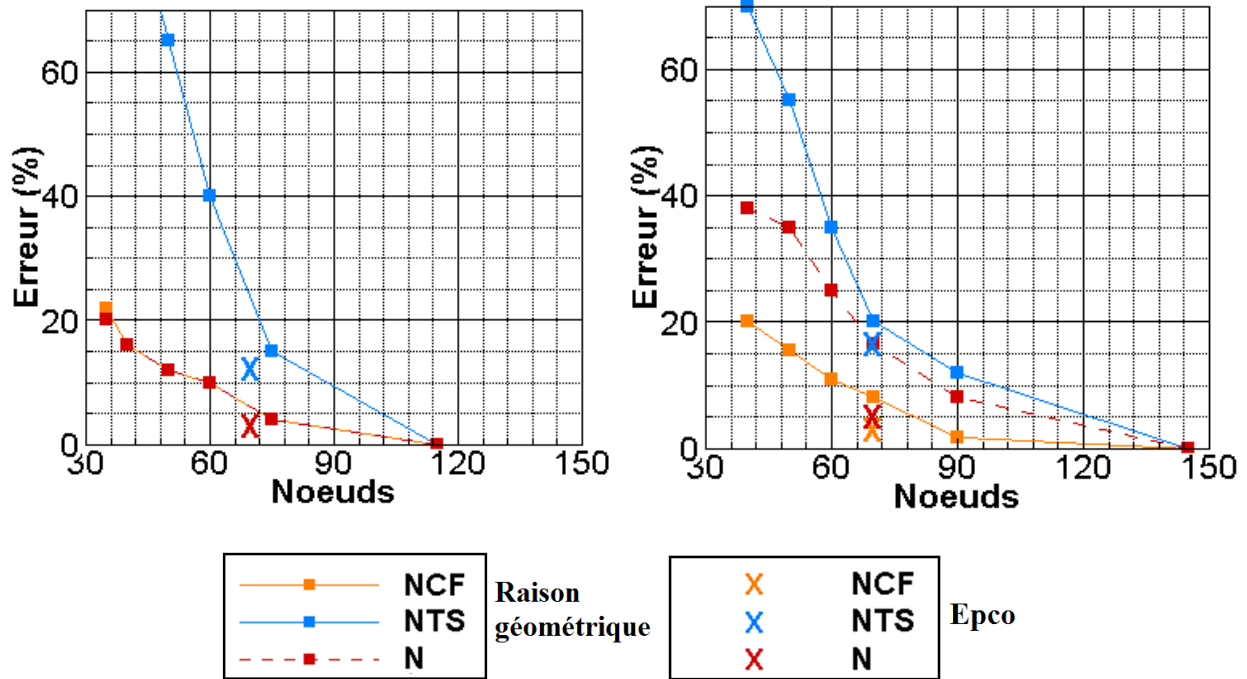 60
40
20
0
Erreur (%)
30 60 90 120 150
Noeuds
60
40
20
0
Erreur (%)
30 60 90 120 150
Noeuds
NCF
NTS
N
Raison
géométrique
NCF
NTS
N
Epco